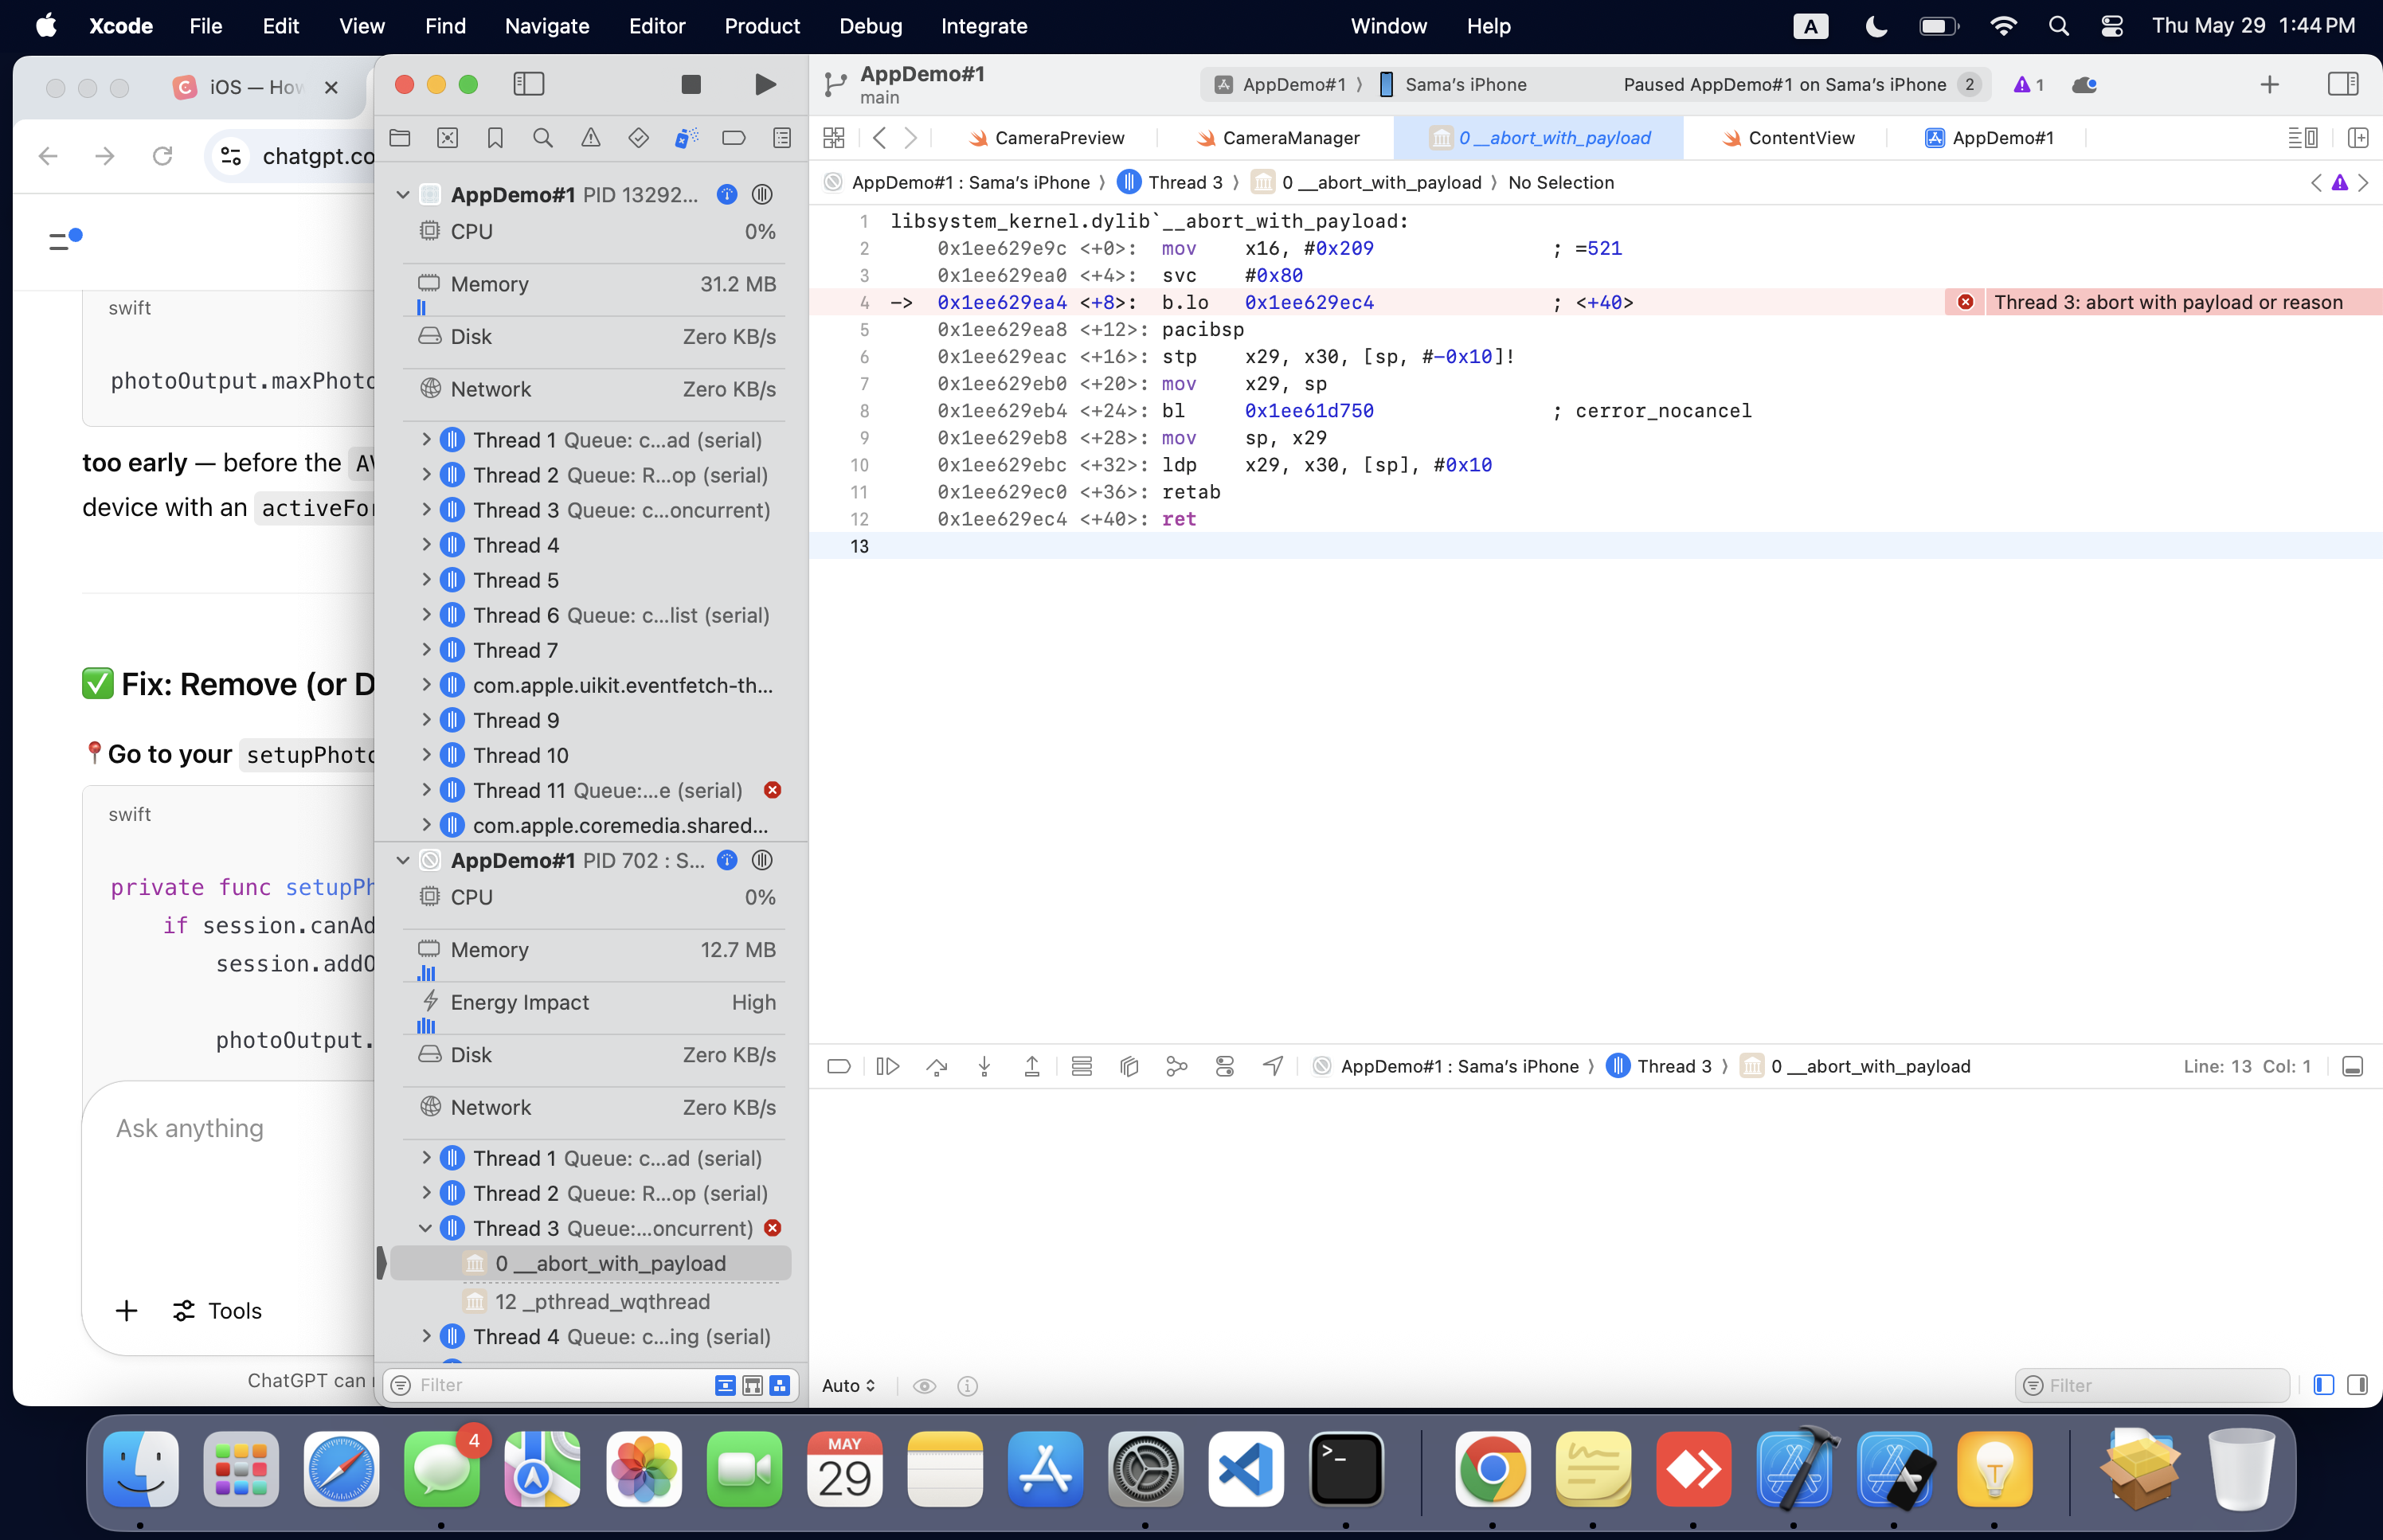 Xcode File Edit View Find Navigate Editor Product Debug Integrate Window Help A Thu May 29 1:44 PM
iOS — How
chatgpt.co
swift
photoOutput.maxPhoto
too early — before the AV
device with an activeFor
Fix: Remove (or D
Go to your setupPhoto
swift
private func setupPh
if session.canAd
session.addO
photoOutput.
Ask anything
Tools
ChatGPT can
AppDemo#1 PID 13292...
CPU 0%
Memory 31.2 MB
Disk Zero KB/s
Network Zero KB/s
Thread 1 Queue: c...ad (serial)
Thread 2 Queue: R...op (serial)
Thread 3 Queue: c...oncurrent)
Thread 4
Thread 5
Thread 6 Queue: c...list (serial)
Thread 7
com.apple.uikit.eventfetch-th...
Thread 9
Thread 10
Thread 11 Queue:...e (serial)
com.apple.coremedia.shared...
AppDemo#1 PID 702 : S...
CPU 0%
Memory 12.7 MB
Energy Impact High
Disk Zero KB/s
Network Zero KB/s
Thread 1 Queue: c...ad (serial)
Thread 2 Queue: R...op (serial)
Thread 3 Queue:...oncurrent)
0 __abort_with_payload
12 _pthread_wqthread
Thread 4 Queue: c...ing (serial)
Filter
AppDemo#1
main
AppDemo#1 〉 Sama's iPhone Paused AppDemo#1 on Sama's iPhone 2 1
CameraPreview CameraManager 0 __abort_with_payload ContentView AppDemo#1
AppDemo#1 : Sama's iPhone 〉 Thread 3 〉 0 __abort_with_payload 〉 No Selection
1 libsystem_kernel.dylib`__abort_with_payload:
2 0x1ee629e9c <+0>: mov x16, #0x209 ; =521
3 0x1ee629ea0 <+4>: svc #0x80
4 -> 0x1ee629ea4 <+8>: b.lo 0x1ee629ec4 ; <+40> Thread 3: abort with payload or reason
5 0x1ee629ea8 <+12>: pacibsp
6 0x1ee629eac <+16>: stp x29, x30, [sp, #-0x10]!
7 0x1ee629eb0 <+20>: mov x29, sp
8 0x1ee629eb4 <+24>: bl 0x1ee61d750 ; cerror_nocancel
9 0x1ee629eb8 <+28>: mov sp, x29
10 0x1ee629ebc <+32>: ldp x29, x30, [sp], #0x10
11 0x1ee629ec0 <+36>: retab
12 0x1ee629ec4 <+40>: ret
13
AppDemo#1 : Sama's iPhone 〉 Thread 3 〉 0 __abort_with_payload Line: 13 Col: 1
Auto Filter
4
MAY
29
>_
T